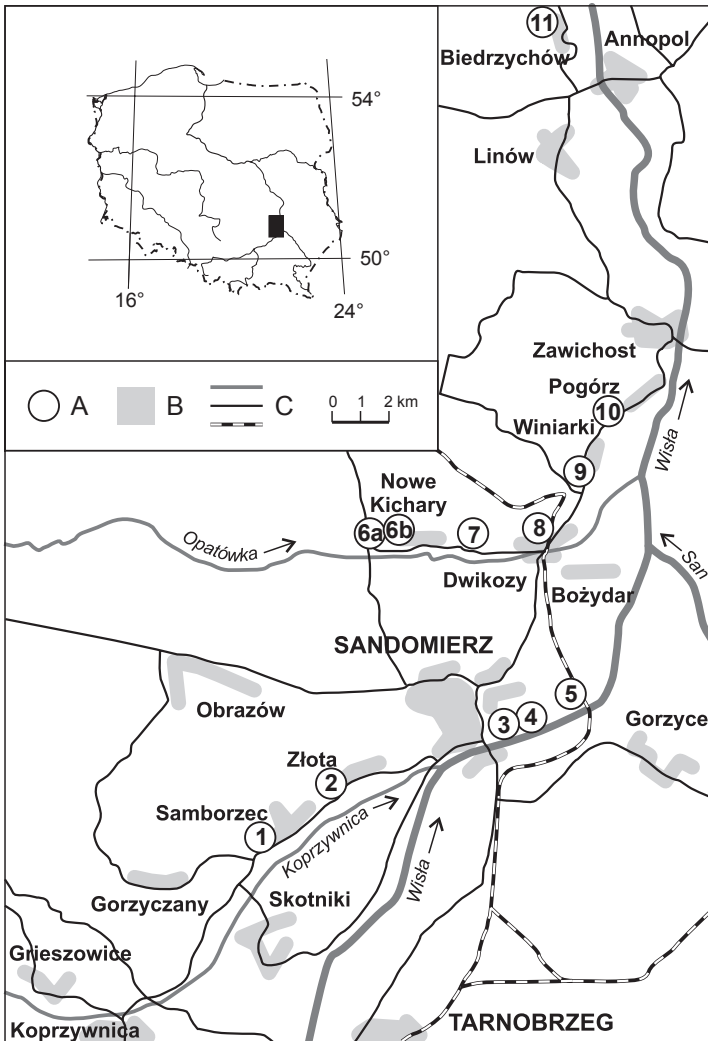 11
Annopol
Biedrzychów
54°
Linów
50°
16°
24°
Zawichost
A
B
C
0 1 2 km
Pogórz
10
Winiarki
Wisła
9
Nowe
Kichary
6a
6b
7
8
Opatówka
San
Dwikozy
Bożydar
SANDOMIERZ
5
Obrazów
3
4
Gorzyce
Złota
2
Samborzec
1
Koprzywnica
Wisła
Gorzyczany
Skotniki
Grieszowice
TARNOBRZEG
Koprzywnica